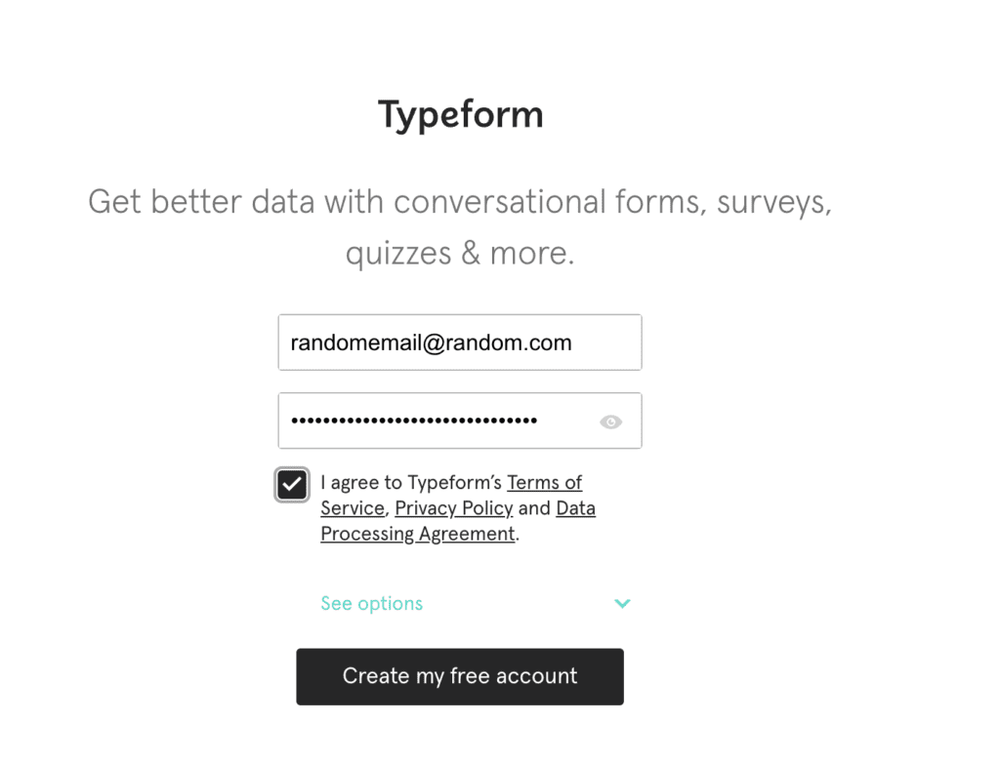 Typeform
Get better data with conversational forms, surveys,
quizzes & more.
randomemail@random.com
•••••••••••••••••••••••••••••••
I agree to Typeform’s Terms of
Service, Privacy Policy and Data
Processing Agreement.
See options
Create my free account